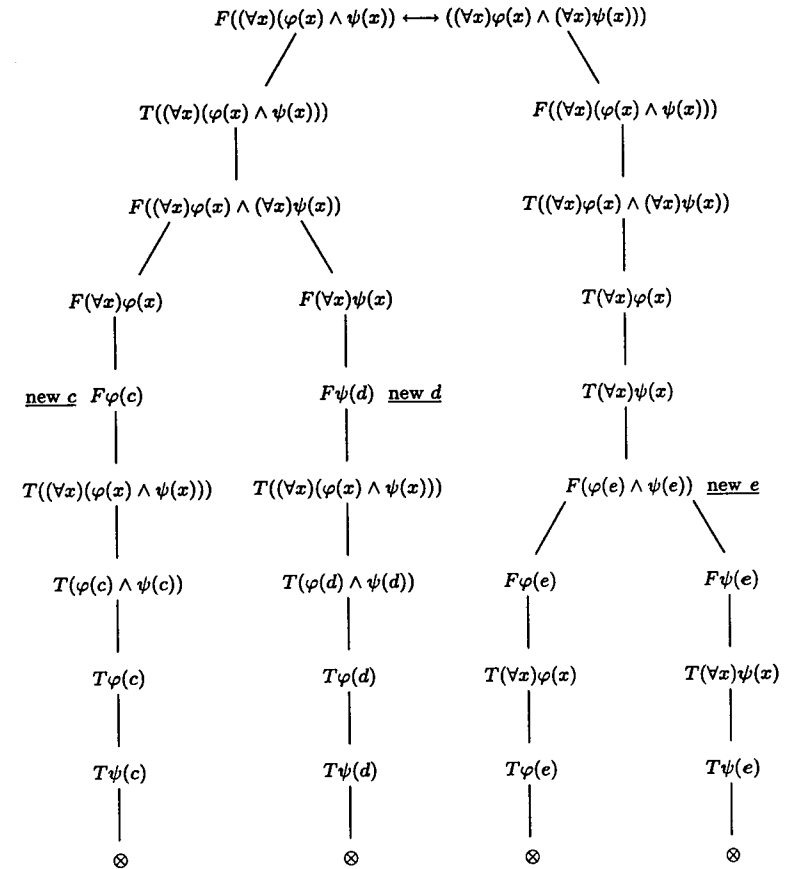 F((∀x)(φ(x) ∧ ψ(x)) ⟷ ((∀x)φ(x) ∧ (∀x)ψ(x)))
T((∀x)(φ(x) ∧ ψ(x))) F((∀x)(φ(x) ∧ ψ(x)))
F((∀x)φ(x) ∧ (∀x)ψ(x)) T((∀x)φ(x) ∧ (∀x)ψ(x))
F(∀x)φ(x) F(∀x)ψ(x) T(∀x)φ(x)
new c Fφ(c) Fψ(d) new d T(∀x)ψ(x)
T((∀x)(φ(x) ∧ ψ(x))) T((∀x)(φ(x) ∧ ψ(x))) F(φ(e) ∧ ψ(e)) new e
T(φ(c) ∧ ψ(c)) T(φ(d) ∧ ψ(d)) Fφ(e) Fψ(e)
Tφ(c) Tφ(d) T(∀x)φ(x) T(∀x)ψ(x)
Tψ(c) Tψ(d) Tφ(e) Tψ(e)
⊗ ⊗ ⊗ ⊗